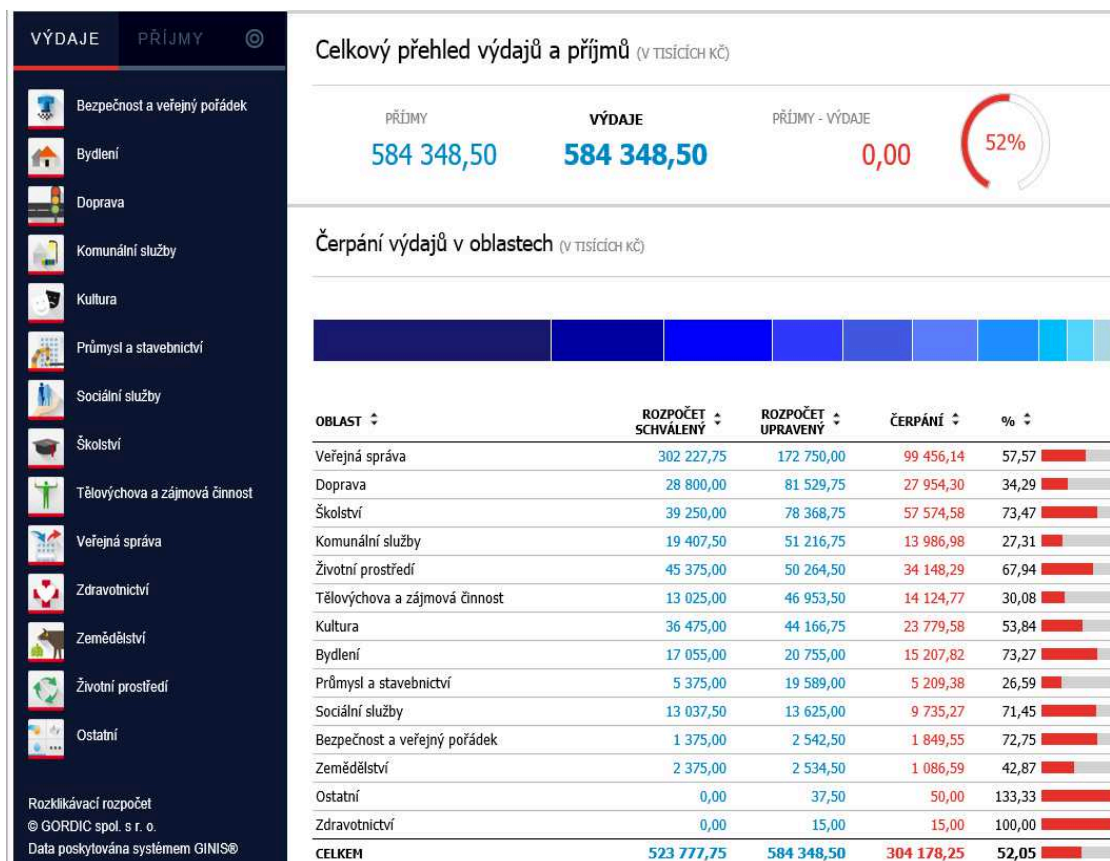 VÝDAJE PŘÍJMY
Bezpečnost a veřejný pořádek
Bydlení
Doprava
Komunální služby
Kultura
Průmysl a stavebnictví
Sociální služby
Školství
Tělovýchova a zájmová činnost
Veřejná správa
Zdravotnictví
Zemědělství
Životní prostředí
Ostatní
Rozklikávací rozpočet
© GORDIC spol. s r. o.
Data poskytována systémem GINIS®
Celkový přehled výdajů a příjmů (V TISÍCÍCH KČ)
PŘÍJMY VÝDAJE PŘÍJMY - VÝDAJE
584 348,50 584 348,50 0,00 52%
Čerpání výdajů v oblastech (V TISÍCÍCH KČ)
OBLAST ROZPOČET SCHVÁLENÝ ROZPOČET UPRAVENÝ ČERPÁNÍ %
Veřejná správa 302 227,75 172 750,00 99 456,14 57,57
Doprava 28 800,00 81 529,75 27 954,30 34,29
Školství 39 250,00 78 368,75 57 574,58 73,47
Komunální služby 19 407,50 51 216,75 13 986,98 27,31
Životní prostředí 45 375,00 50 264,50 34 148,29 67,94
Tělovýchova a zájmová činnost 13 025,00 46 953,50 14 124,77 30,08
Kultura 36 475,00 44 166,75 23 779,58 53,84
Bydlení 17 055,00 20 755,00 15 207,82 73,27
Průmysl a stavebnictví 5 375,00 19 589,00 5 209,38 26,59
Sociální služby 13 037,50 13 625,00 9 735,27 71,45
Bezpečnost a veřejný pořádek 1 375,00 2 542,50 1 849,55 72,75
Zemědělství 2 375,00 2 534,50 1 086,59 42,87
Ostatní 0,00 37,50 50,00 133,33
Zdravotnictví 0,00 15,00 15,00 100,00
CELKEM 523 777,75 584 348,50 304 178,25 52,05